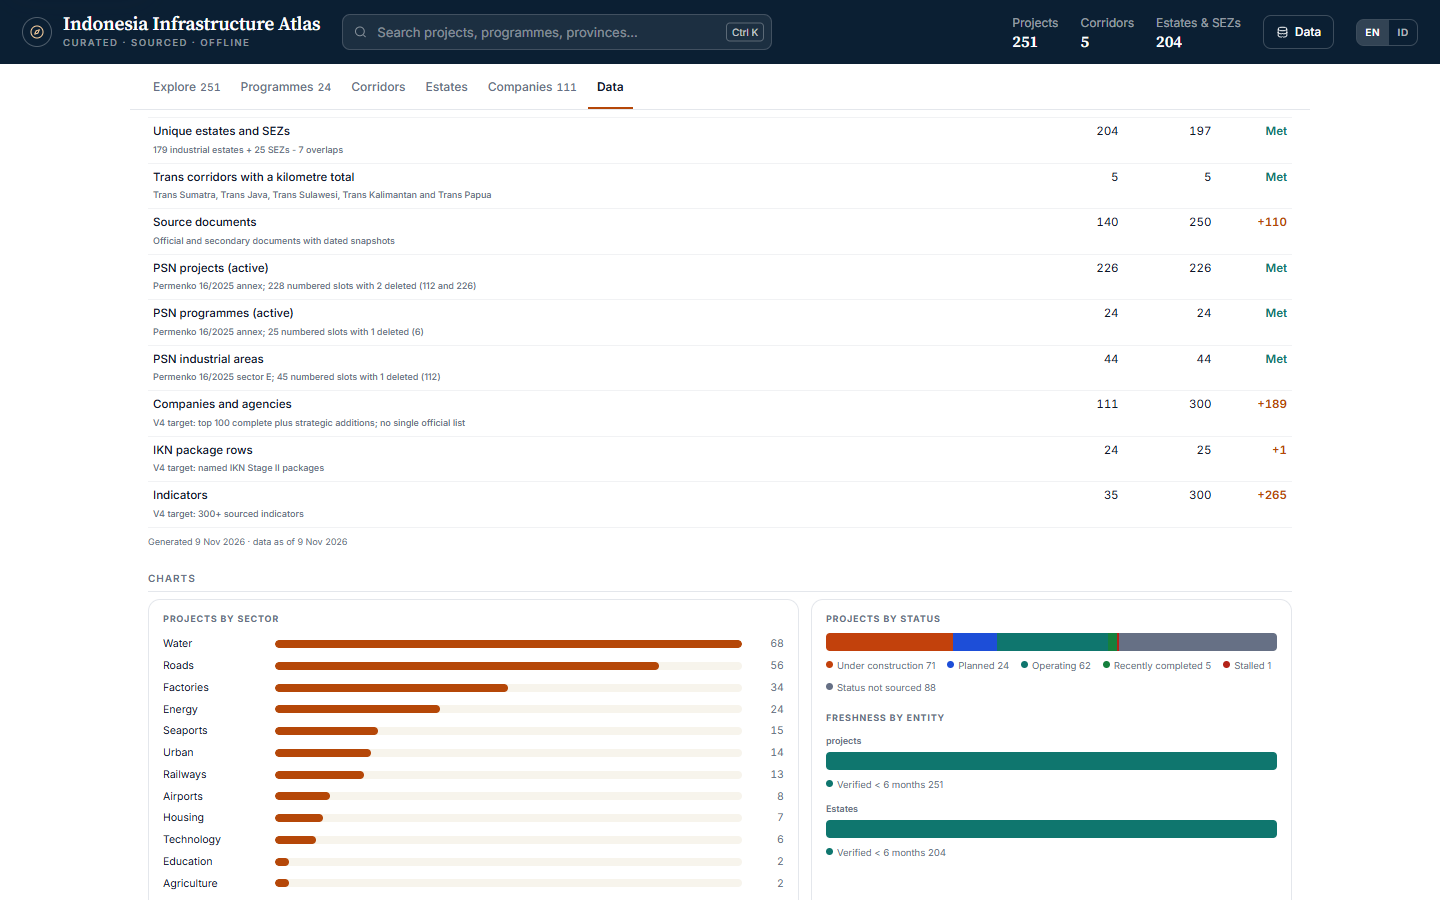 Indonesia Infrastructure Atlas
CURATED · SOURCED · OFFLINE
Search projects, programmes, provinces...
Ctrl K
Projects
251
Corridors
5
Estates & SEZs
204
Data
EN
ID
Explore 251
Programmes 24
Corridors
Estates
Companies 111
Data
Unique estates and SEZs 204 197 Met
179 industrial estates + 25 SEZs - 7 overlaps
Trans corridors with a kilometre total 5 5 Met
Trans Sumatra, Trans Java, Trans Sulawesi, Trans Kalimantan and Trans Papua
Source documents 140 250 +110
Official and secondary documents with dated snapshots
PSN projects (active) 226 226 Met
Permenko 16/2025 annex; 228 numbered slots with 2 deleted (112 and 226)
PSN programmes (active) 24 24 Met
Permenko 16/2025 annex; 25 numbered slots with 1 deleted (6)
PSN industrial areas 44 44 Met
Permenko 16/2025 sector E; 45 numbered slots with 1 deleted (112)
Companies and agencies 111 300 +189
V4 target: top 100 complete plus strategic additions; no single official list
IKN package rows 24 25 +1
V4 target: named IKN Stage II packages
Indicators 35 300 +265
V4 target: 300+ sourced indicators
Generated 9 Nov 2026 · data as of 9 Nov 2026
CHARTS
PROJECTS BY SECTOR
Water 68
Roads 56
Factories 34
Energy 24
Seaports 15
Urban 14
Railways 13
Airports 8
Housing 7
Technology 6
Education 2
Agriculture 2
PROJECTS BY STATUS
Under construction 71 Planned 24 Operating 62 Recently completed 5 Stalled 1
Status not sourced 88
FRESHNESS BY ENTITY
projects
Verified < 6 months 251
Estates
Verified < 6 months 204